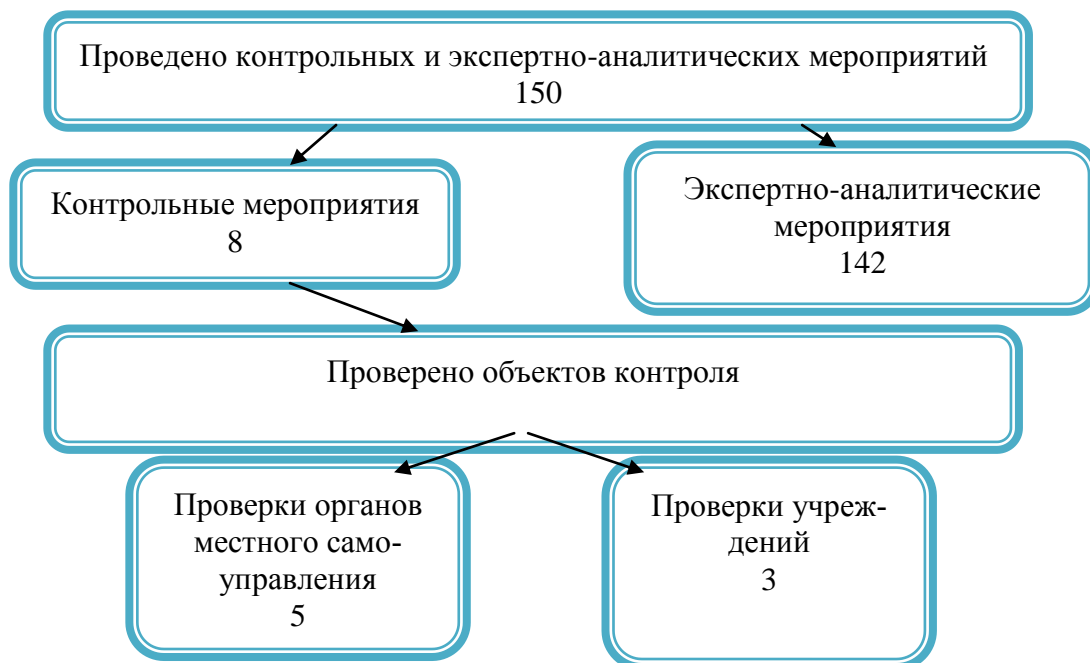 Проведено контрольных и экспертно-аналитических мероприятий
150
Контрольные мероприятия
8
Экспертно-аналитические
мероприятия
142
Проверено объектов контроля
Проверки органов
местного само-
управления
5
Проверки учреж-
дений
3